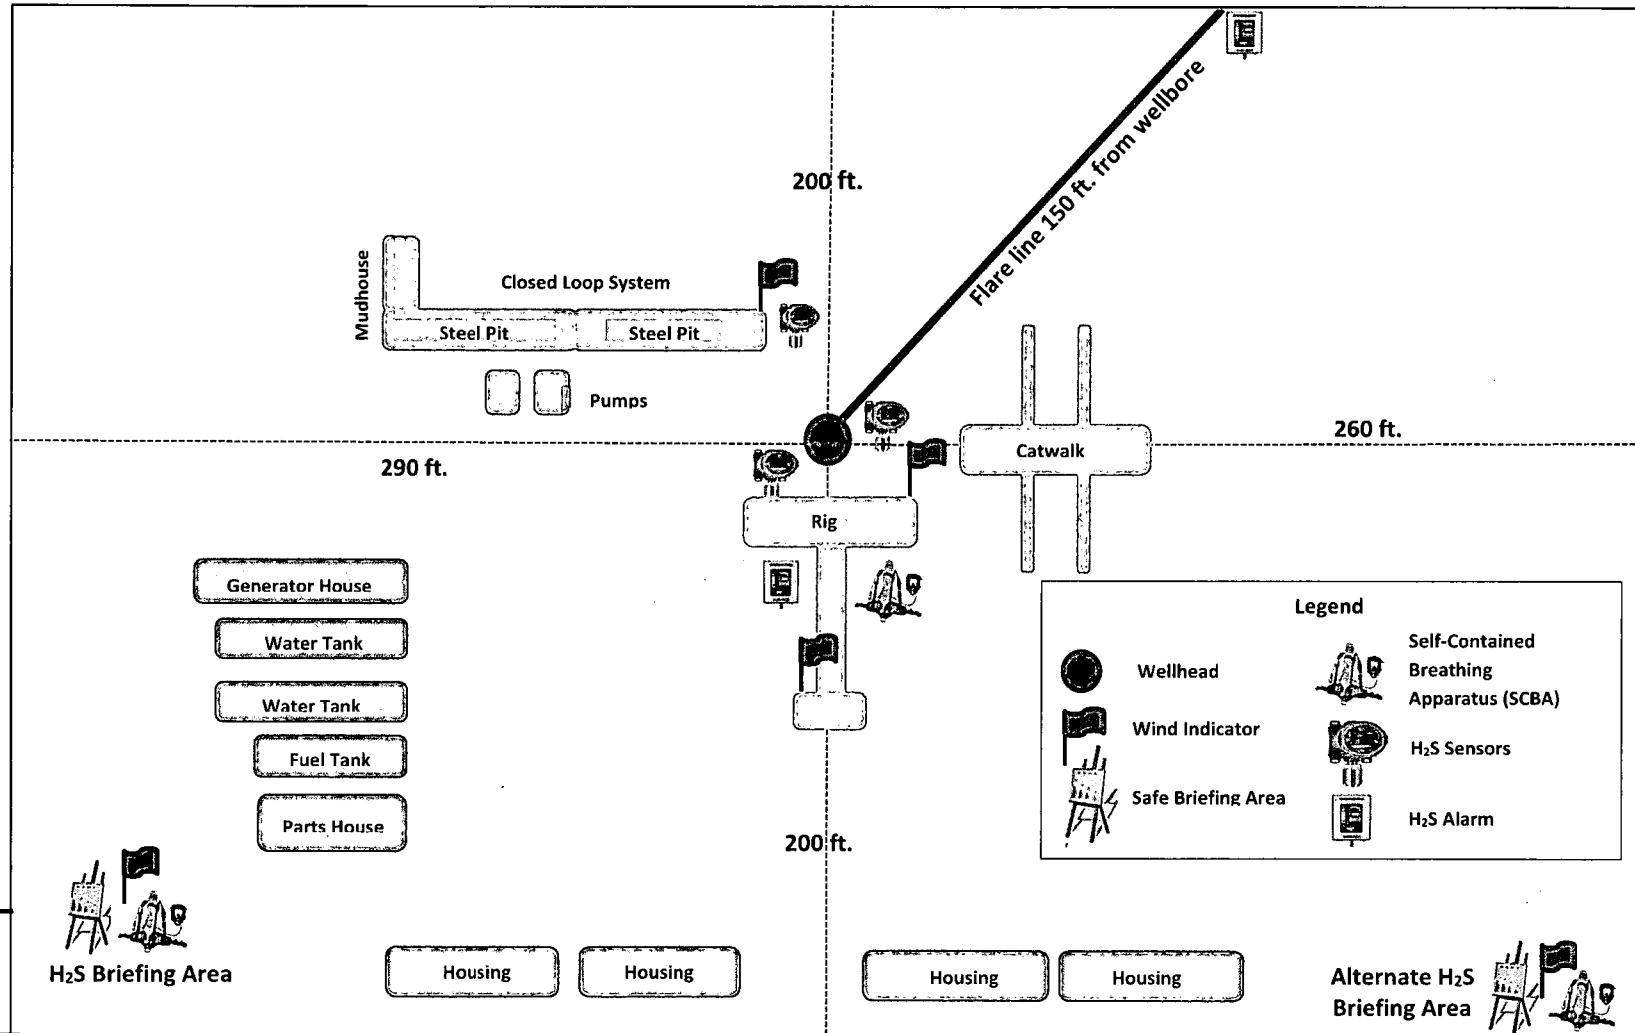 200 ft.
Flare line 150 ft. from wellbore
Mudhouse
Closed Loop System
Steel Pit
Steel Pit
Pumps
290 ft.
260 ft.
Catwalk
Rig
Generator House
Water Tank
Water Tank
Fuel Tank
Parts House
200 ft.
Legend
Wellhead
Wind Indicator
Safe Briefing Area
Self-Contained
Breathing
Apparatus (SCBA)
H₂S Sensors
H₂S Alarm
H₂S Briefing Area
Housing
Housing
Housing
Housing
Alternate H₂S
Briefing Area